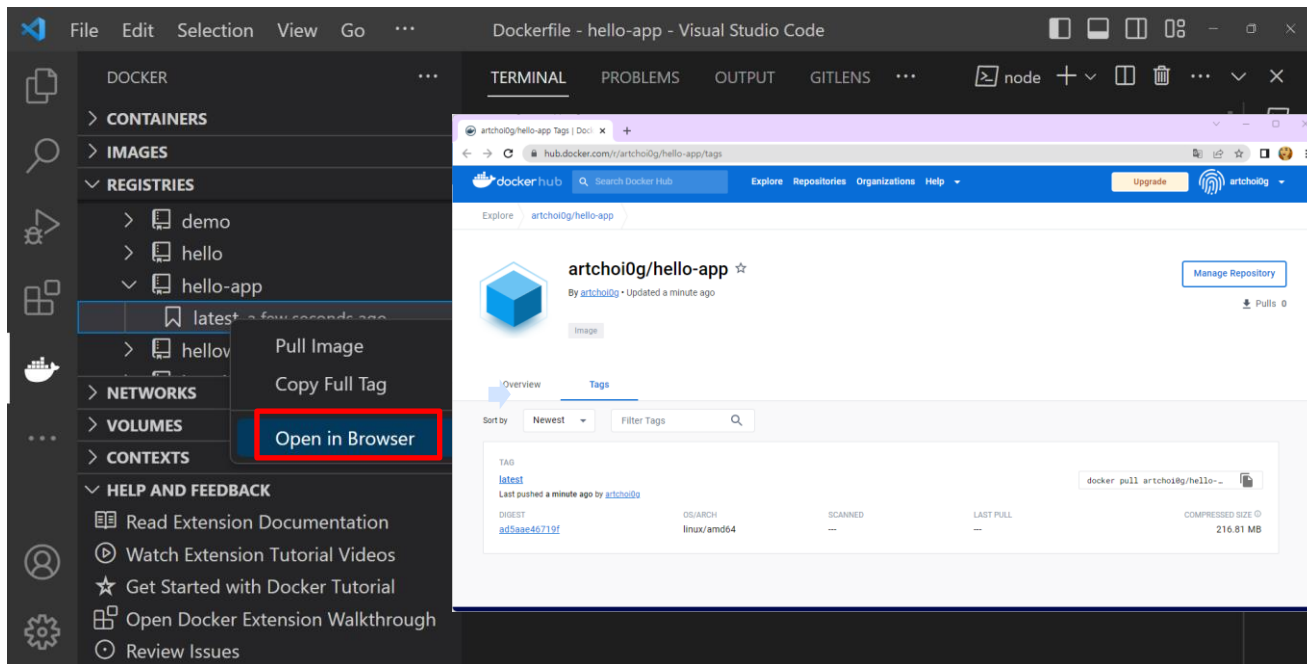 File Edit Selection View Go ··· Dockerfile - hello-app - Visual Studio Code
DOCKER ···
CONTAINERS
IMAGES
REGISTRIES
demo
hello
hello-app
latest a few seconds ago
Pull Image
Copy Full Tag
Open in Browser
NETWORKS
VOLUMES
CONTEXTS
HELP AND FEEDBACK
Read Extension Documentation
Watch Extension Tutorial Videos
Get Started with Docker Tutorial
Open Docker Extension Walkthrough
Review Issues
TERMINAL PROBLEMS OUTPUT GITLENS ··· node
artchoi0g/hello-app Tags | Doc
hub.docker.com/r/artchoi0g/hello-app/tags
dockerhub Search Docker Hub Explore Repositories Organizations Help Upgrade artchoi0g
Explore artchoi0g/hello-app
artchoi0g/hello-app
Manage Repository
By artchoi0g • Updated a minute ago
Pulls 0
Image
Overview Tags
Sort by Newest Filter Tags
TAG
latest
docker pull artchoi0g/hello-…
Last pushed a minute ago by artchoi0g
DIGEST OS/ARCH SCANNED LAST PULL COMPRESSED SIZE
ad5aae46719f linux/amd64 --- --- 216.81 MB